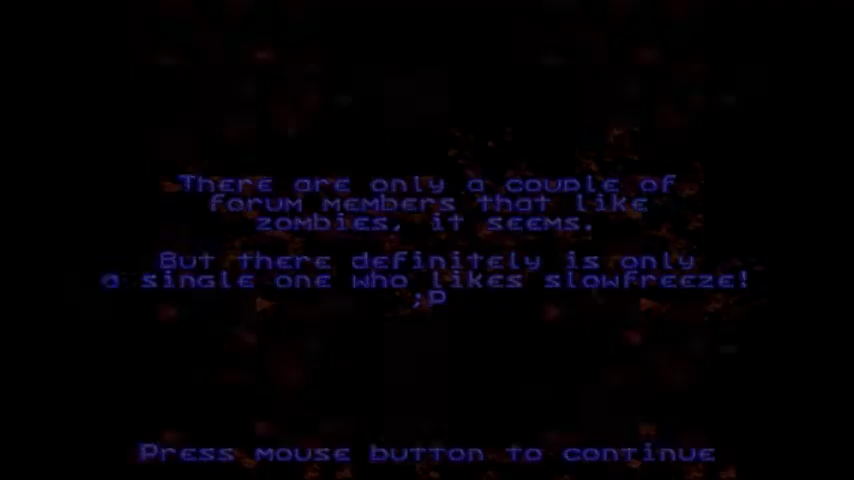 There are only a couple of
forum members that like
zombies, it seems.
But there definitely is only
a single one who likes slowfreeze!
;P
Press mouse button to continue